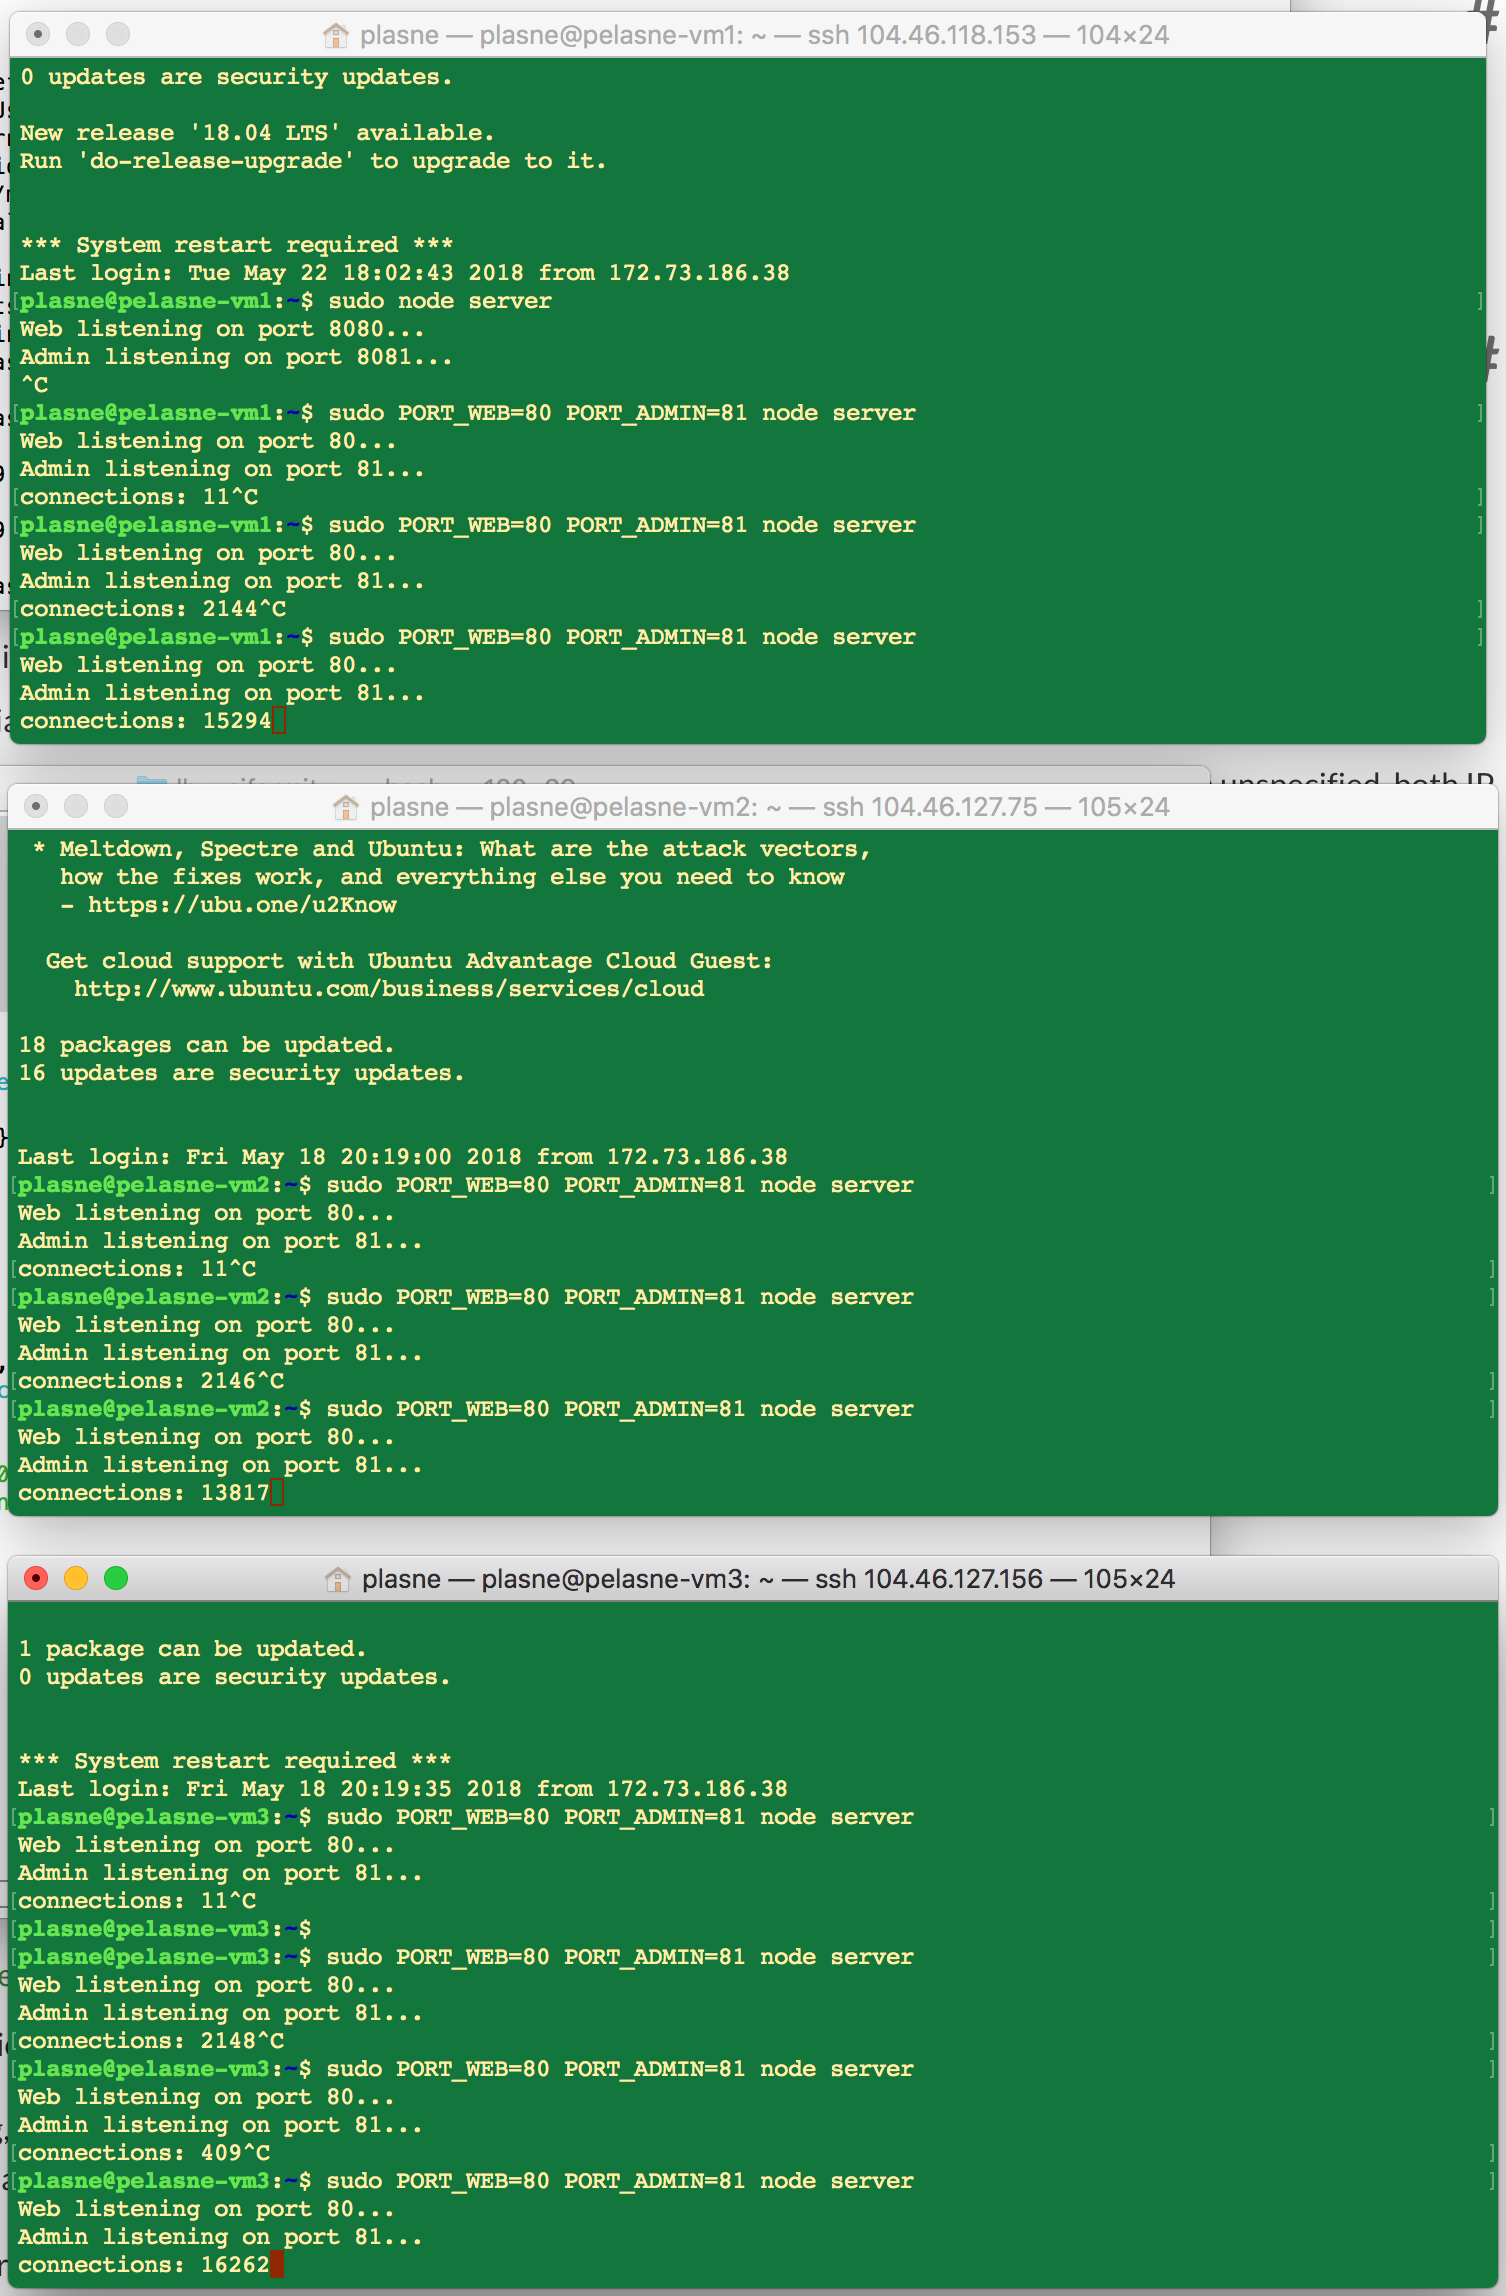 plasne — plasne@pelasne-vm1: ~ — ssh 104.46.118.153 — 104×24
0 updates are security updates.
New release '18.04 LTS' available.
Run 'do-release-upgrade' to upgrade to it.
*** System restart required ***
Last login: Tue May 22 18:02:43 2018 from 172.73.186.38
[plasne@pelasne-vm1:~$ sudo node server ]
Web listening on port 8080...
Admin listening on port 8081...
^C
[plasne@pelasne-vm1:~$ sudo PORT_WEB=80 PORT_ADMIN=81 node server ]
Web listening on port 80...
Admin listening on port 81...
[connections: 11^C ]
[plasne@pelasne-vm1:~$ sudo PORT_WEB=80 PORT_ADMIN=81 node server ]
Web listening on port 80...
Admin listening on port 81...
[connections: 2144^C ]
[plasne@pelasne-vm1:~$ sudo PORT_WEB=80 PORT_ADMIN=81 node server ]
Web listening on port 80...
Admin listening on port 81...
connections: 15294
unspecified, both IP
plasne — plasne@pelasne-vm2: ~ — ssh 104.46.127.75 — 105×24
* Meltdown, Spectre and Ubuntu: What are the attack vectors,
how the fixes work, and everything else you need to know
- https://ubu.one/u2Know
Get cloud support with Ubuntu Advantage Cloud Guest:
http://www.ubuntu.com/business/services/cloud
18 packages can be updated.
16 updates are security updates.
Last login: Fri May 18 20:19:00 2018 from 172.73.186.38
[plasne@pelasne-vm2:~$ sudo PORT_WEB=80 PORT_ADMIN=81 node server ]
Web listening on port 80...
Admin listening on port 81...
[connections: 11^C ]
[plasne@pelasne-vm2:~$ sudo PORT_WEB=80 PORT_ADMIN=81 node server ]
Web listening on port 80...
Admin listening on port 81...
[connections: 2146^C ]
[plasne@pelasne-vm2:~$ sudo PORT_WEB=80 PORT_ADMIN=81 node server ]
Web listening on port 80...
Admin listening on port 81...
connections: 13817
plasne — plasne@pelasne-vm3: ~ — ssh 104.46.127.156 — 105×24
1 package can be updated.
0 updates are security updates.
*** System restart required ***
Last login: Fri May 18 20:19:35 2018 from 172.73.186.38
[plasne@pelasne-vm3:~$ sudo PORT_WEB=80 PORT_ADMIN=81 node server ]
Web listening on port 80...
Admin listening on port 81...
[connections: 11^C ]
[plasne@pelasne-vm3:~$ ]
[plasne@pelasne-vm3:~$ sudo PORT_WEB=80 PORT_ADMIN=81 node server ]
Web listening on port 80...
Admin listening on port 81...
[connections: 2148^C ]
[plasne@pelasne-vm3:~$ sudo PORT_WEB=80 PORT_ADMIN=81 node server ]
Web listening on port 80...
Admin listening on port 81...
[connections: 409^C ]
[plasne@pelasne-vm3:~$ sudo PORT_WEB=80 PORT_ADMIN=81 node server ]
Web listening on port 80...
Admin listening on port 81...
connections: 16262